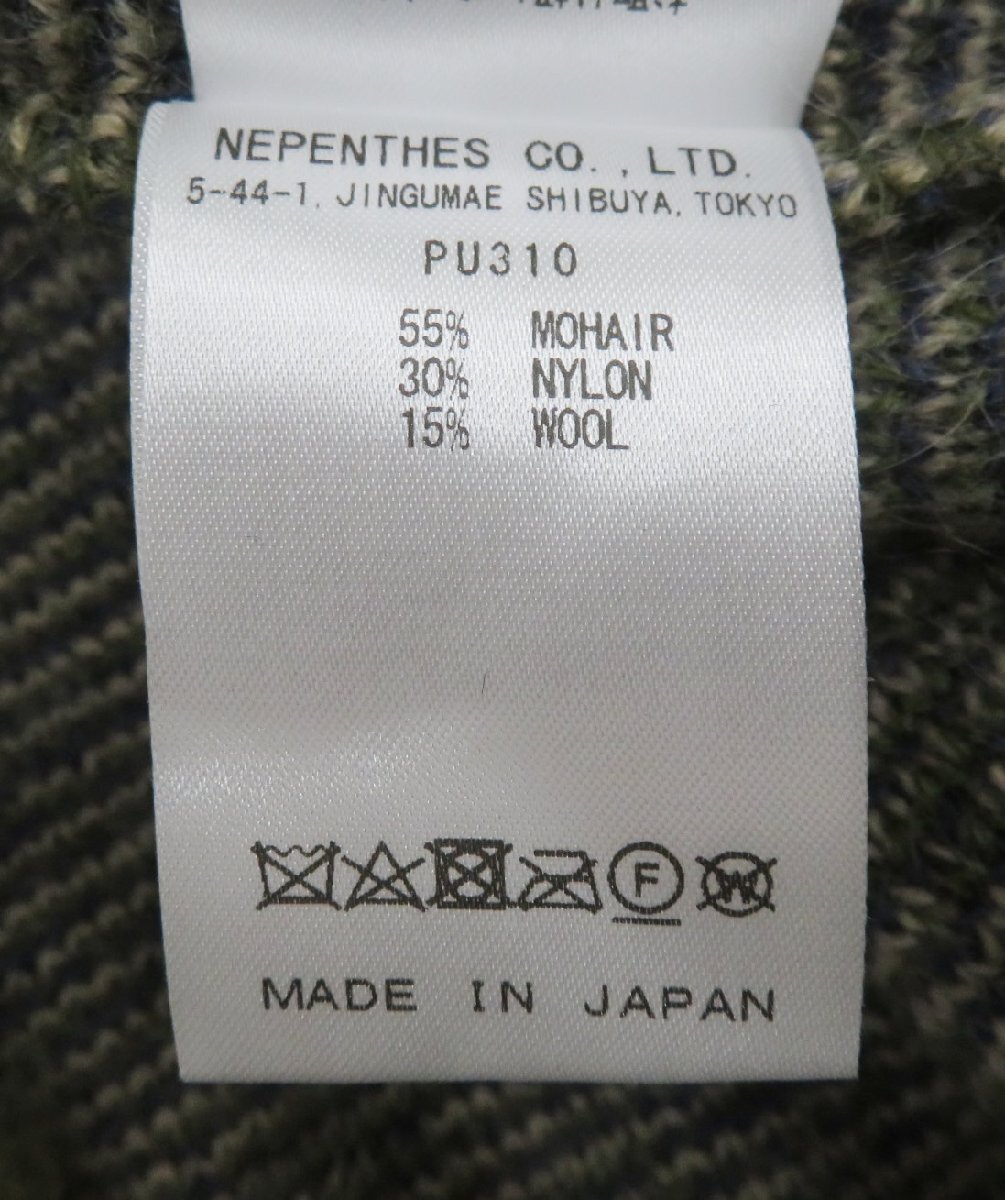 NEPENTHES CO.,LTD.
5-44-1, JINGUMAE SHIBUYA, TOKYO
PU310
55% MOHAIR
30% NYLON
15% WOOL
F W
MADE IN JAPAN